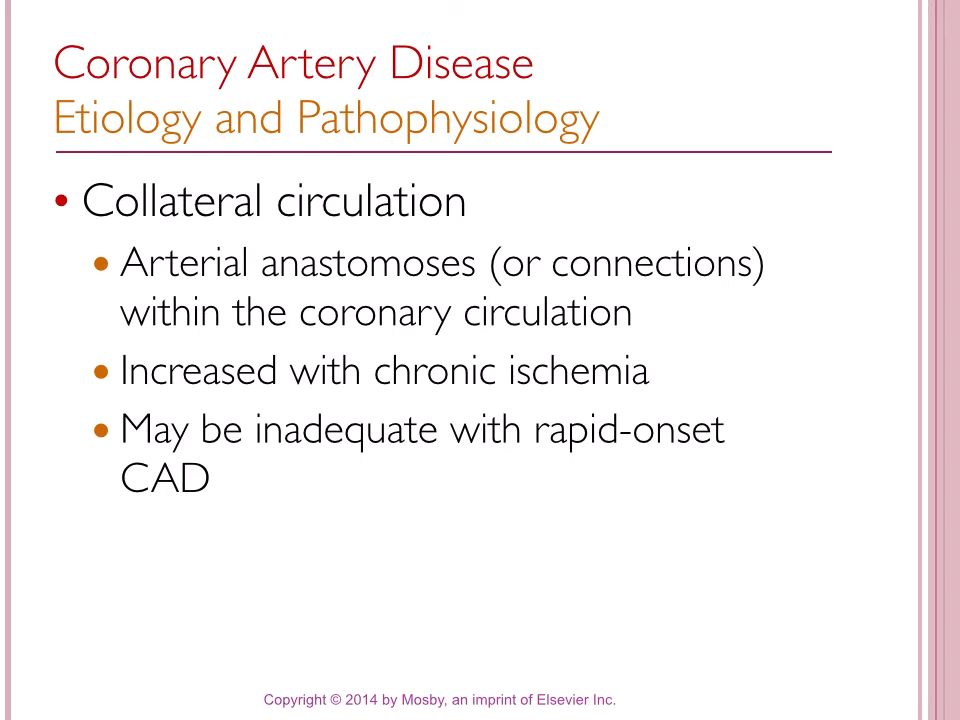 Coronary Artery Disease
Etiology and Pathophysiology
• Collateral circulation
• Arterial anastomoses (or connections)
within the coronary circulation
• Increased with chronic ischemia
• May be inadequate with rapid-onset
CAD
Copyright © 2014 by Mosby, an imprint of Elsevier Inc.